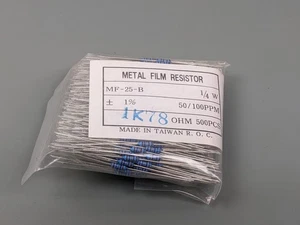 METAL FILM RESISTOR
MF-25-B 1/4 W
± 1% 50/100PPM
1K78 OHM 500PCS
MADE IN TAIWAN R. O. C.